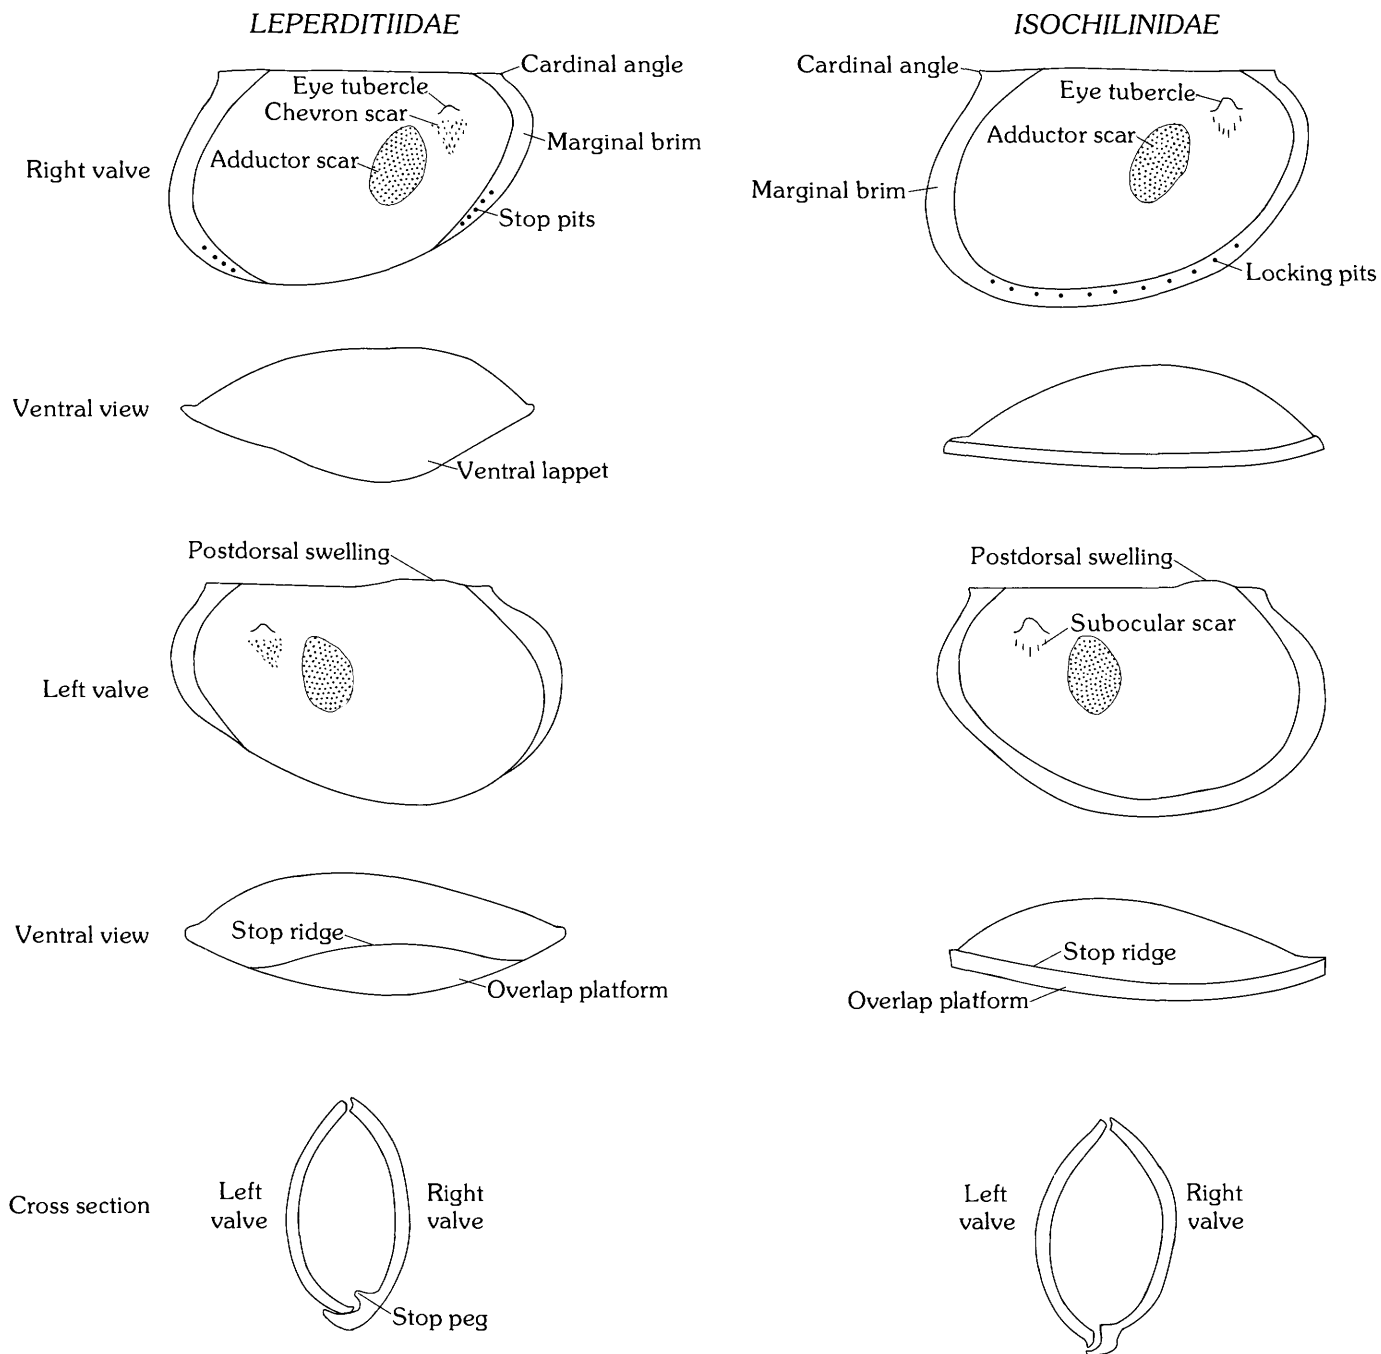 LEPERDITIIDAE
ISOCHILINIDAE
Cardinal angle
Eye tubercle
Chevron scar
Marginal brim
Adductor scar
Right valve
Stop pits
Cardinal angle
Eye tubercle
Adductor scar
Marginal brim
Locking pits
Ventral view
Ventral lappet
Postdorsal swelling
Left valve
Postdorsal swelling
Subocular scar
Ventral view
Stop ridge
Overlap platform
Stop ridge
Overlap platform
Cross section
Left
valve
Right
valve
Stop peg
Left
valve
Right
valve